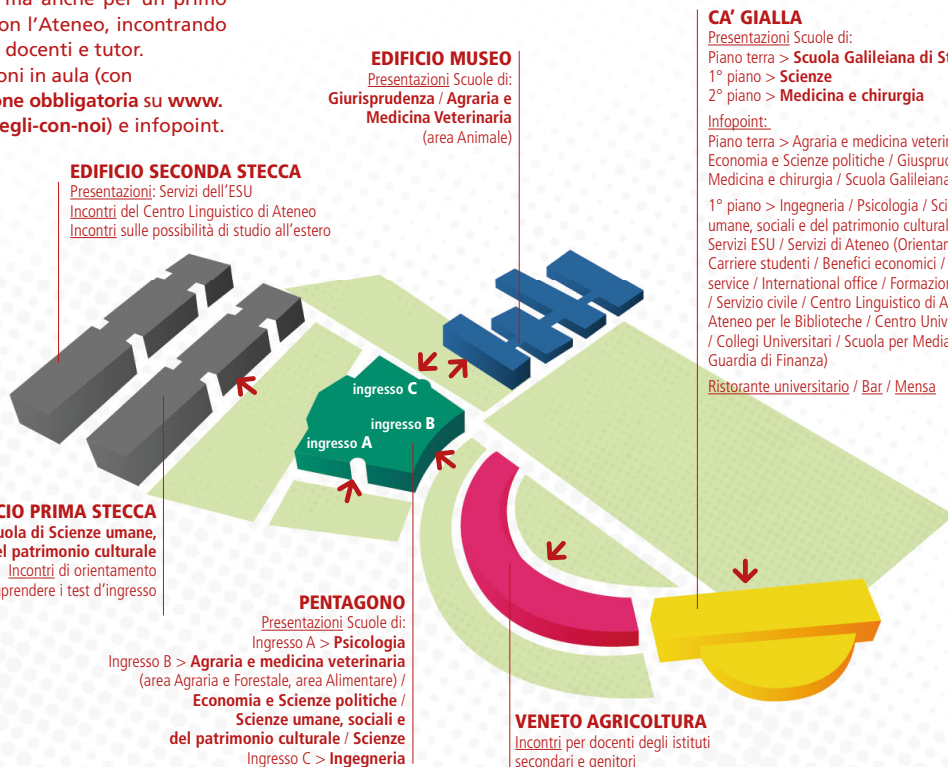 ma anche per un primo
con l'Ateneo, incontrando
docenti e tutor.
oni in aula (con
one obbligatoria su www.
egli-con-noi) e infopoint.
EDIFICIO SECONDA STECCA
Presentazioni: Servizi dell'ESU
Incontri del Centro Linguistico di Ateneo
Incontri sulle possibilità di studio all'estero
EDIFICIO MUSEO
Presentazioni Scuole di:
Giurisprudenza / Agraria e
Medicina Veterinaria
(area Animale)
CA' GIALLA
Presentazioni Scuole di:
Piano terra > Scuola Galileiana di St
1° piano > Scienze
2° piano > Medicina e chirurgia
Infopoint:
Piano terra > Agraria e medicina veterin
Economia e Scienze politiche / Giusprud
Medicina e chirurgia / Scuola Galileiana
1° piano > Ingegneria / Psicologia / Sci
umane, sociali e del patrimonio cultural
Servizi ESU / Servizi di Ateneo (Orientam
Carriere studenti / Benefici economici /
service / International office / Formazion
/ Servizio civile / Centro Linguistico di A
Ateneo per le Biblioteche / Centro Univ
/ Collegi Universitari / Scuola per Media
Guardia di Finanza)
Ristorante universitario / Bar / Mensa
ingresso C
ingresso B
ingresso A
CIO PRIMA STECCA
uola di Scienze umane,
el patrimonio culturale
Incontri di orientamento
prendere i test d'ingresso
PENTAGONO
Presentazioni Scuole di:
Ingresso A > Psicologia
Ingresso B > Agraria e medicina veterinaria
(area Agraria e Forestale, area Alimentare) /
Economia e Scienze politiche /
Scienze umane, sociali e
del patrimonio culturale / Scienze
Ingresso C > Ingegneria
VENETO AGRICOLTURA
Incontri per docenti degli istituti
secondari e genitori